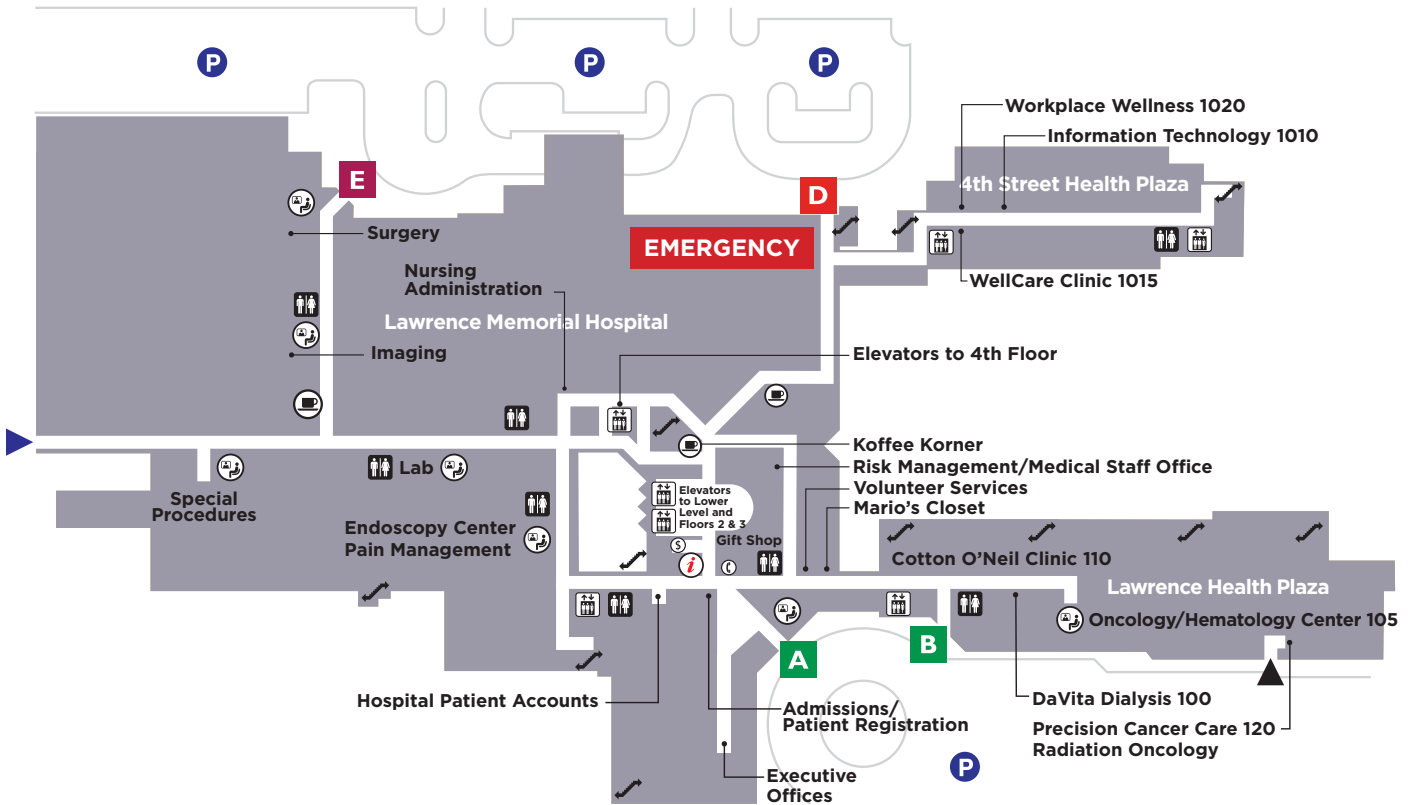 P
P
P
Workplace Wellness 1020
Information Technology 1010
E
4th Street Health Plaza
D
Surgery
EMERGENCY
Nursing
Administration
WellCare Clinic 1015
Lawrence Memorial Hospital
Imaging
Elevators to 4th Floor
Koffee Korner
Risk Management/Medical Staff Office
Lab
Volunteer Services
Mario's Closet
Special
Procedures
Elevators
to Lower
Level and
Floors 2 & 3
Endoscopy Center
Pain Management
Gift Shop
$
i
Cotton O'Neil Clinic 110
Lawrence Health Plaza
Oncology/Hematology Center 105
A
B
Hospital Patient Accounts
Admissions/
Patient Registration
DaVita Dialysis 100
Precision Cancer Care 120
Radiation Oncology
P
Executive
Offices